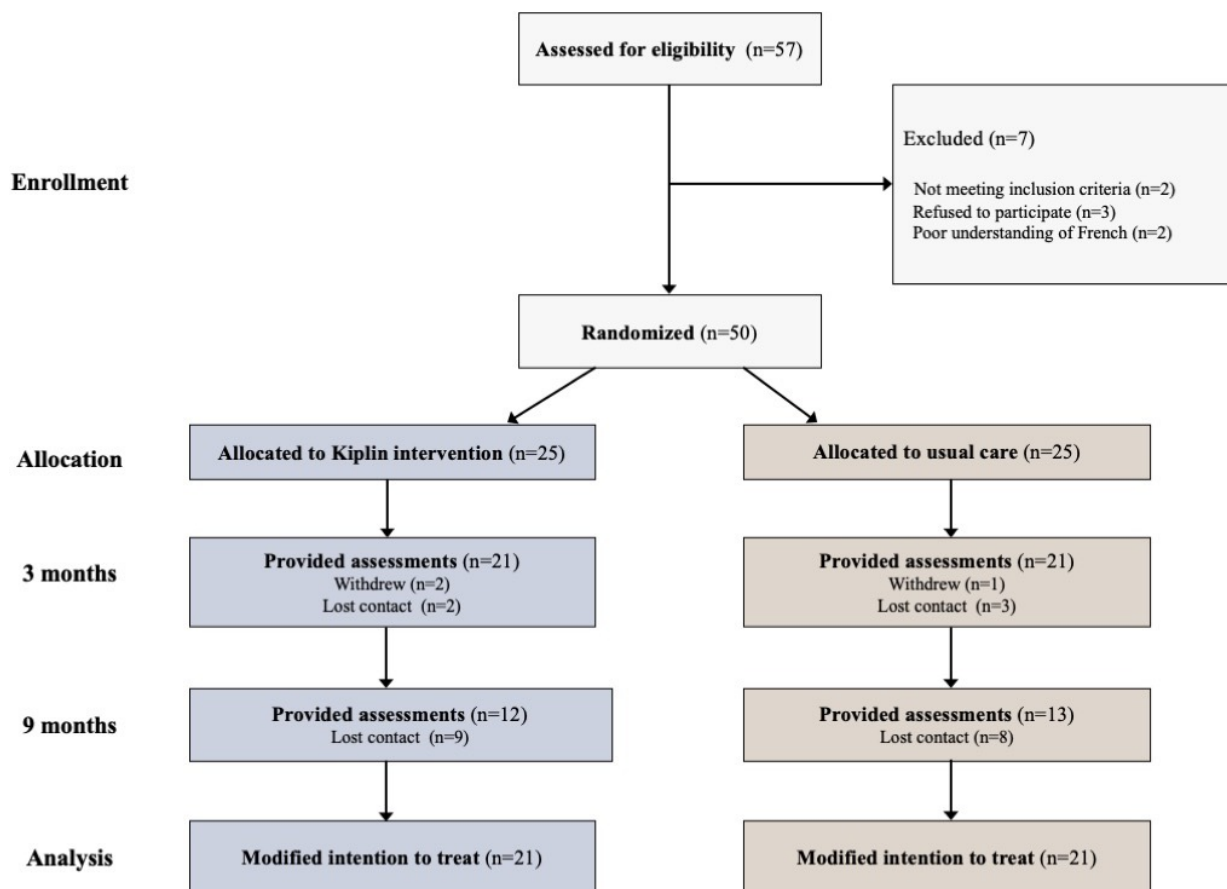 Assessed for eligibility (n=57)
Excluded (n=7)
Enrollment
Not meeting inclusion criteria (n=2)
Refused to participate (n=3)
Poor understanding of French (n=2)
Randomized (n=50)
Allocation
Allocated to Kiplin intervention (n=25)
Allocated to usual care (n=25)
3 months
Provided assessments (n=21)
Withdrew (n=2)
Lost contact (n=2)
Provided assessments (n=21)
Withdrew (n=1)
Lost contact (n=3)
9 months
Provided assessments (n=12)
Lost contact (n=9)
Provided assessments (n=13)
Lost contact (n=8)
Analysis
Modified intention to treat (n=21)
Modified intention to treat (n=21)